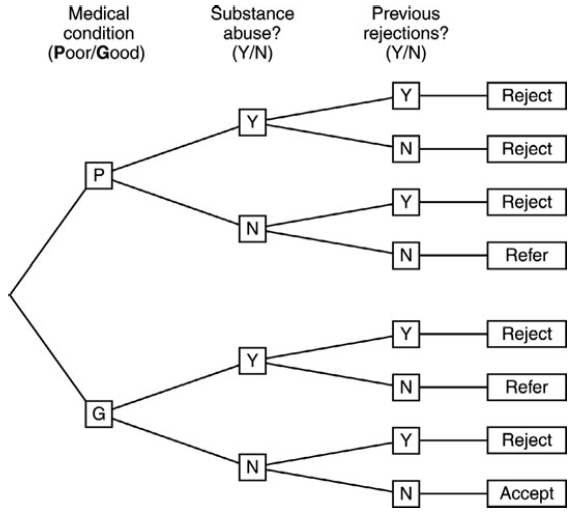 Medical condition (Poor/Good)
Substance abuse? (Y/N)
Previous rejections? (Y/N)
Y
Reject
Y
N
Reject
P
Y
Reject
N
N
Refer
Y
Reject
Y
N
Refer
G
Y
Reject
N
N
Accept